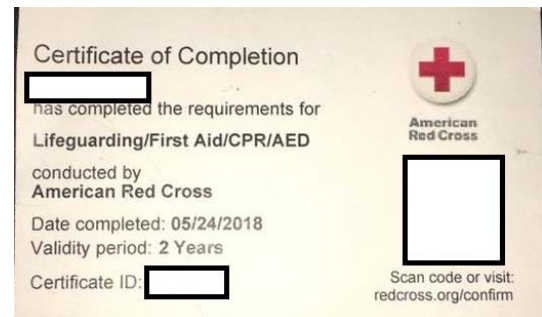 Certificate of Completion
has completed the requirements for
Lifeguarding/First Aid/CPR/AED
conducted by
American Red Cross
Date completed: 05/24/2018
Validity period: 2 Years
Certificate ID:
American
Red Cross
Scan code or visit:
redcross.org/confirm